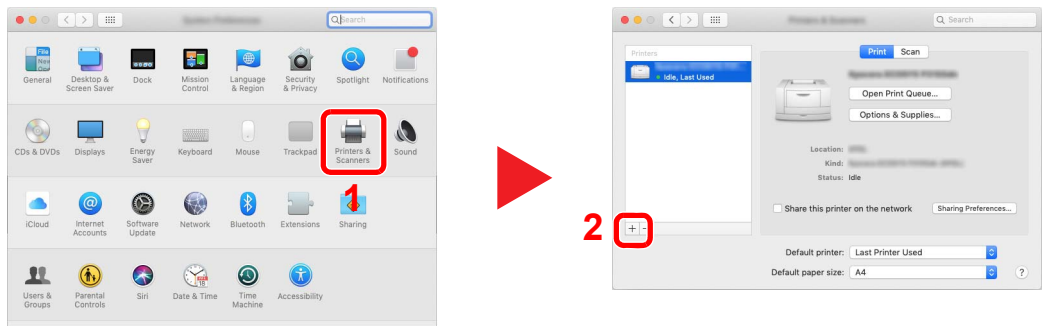 Search
General
Desktop &
Screen Saver
Dock
Mission
Control
Language
& Region
Security
& Privacy
Spotlight
Notifications
CDs & DVDs
Displays
Energy
Saver
Keyboard
Mouse
Trackpad
Printers &
Scanners
Sound
1
iCloud
Internet
Accounts
Software
Update
Network
Bluetooth
Extensions
Sharing
Users &
Groups
Parental
Controls
Siri
Date & Time
Time
Machine
Accessibility
Search
Printers
Idle, Last Used
Print
Scan
Open Print Queue...
Options & Supplies...
Location:
Kind:
Status: Idle
Share this printer on the network
Sharing Preferences...
2
+ -
Default printer: Last Printer Used
Default paper size: A4
?